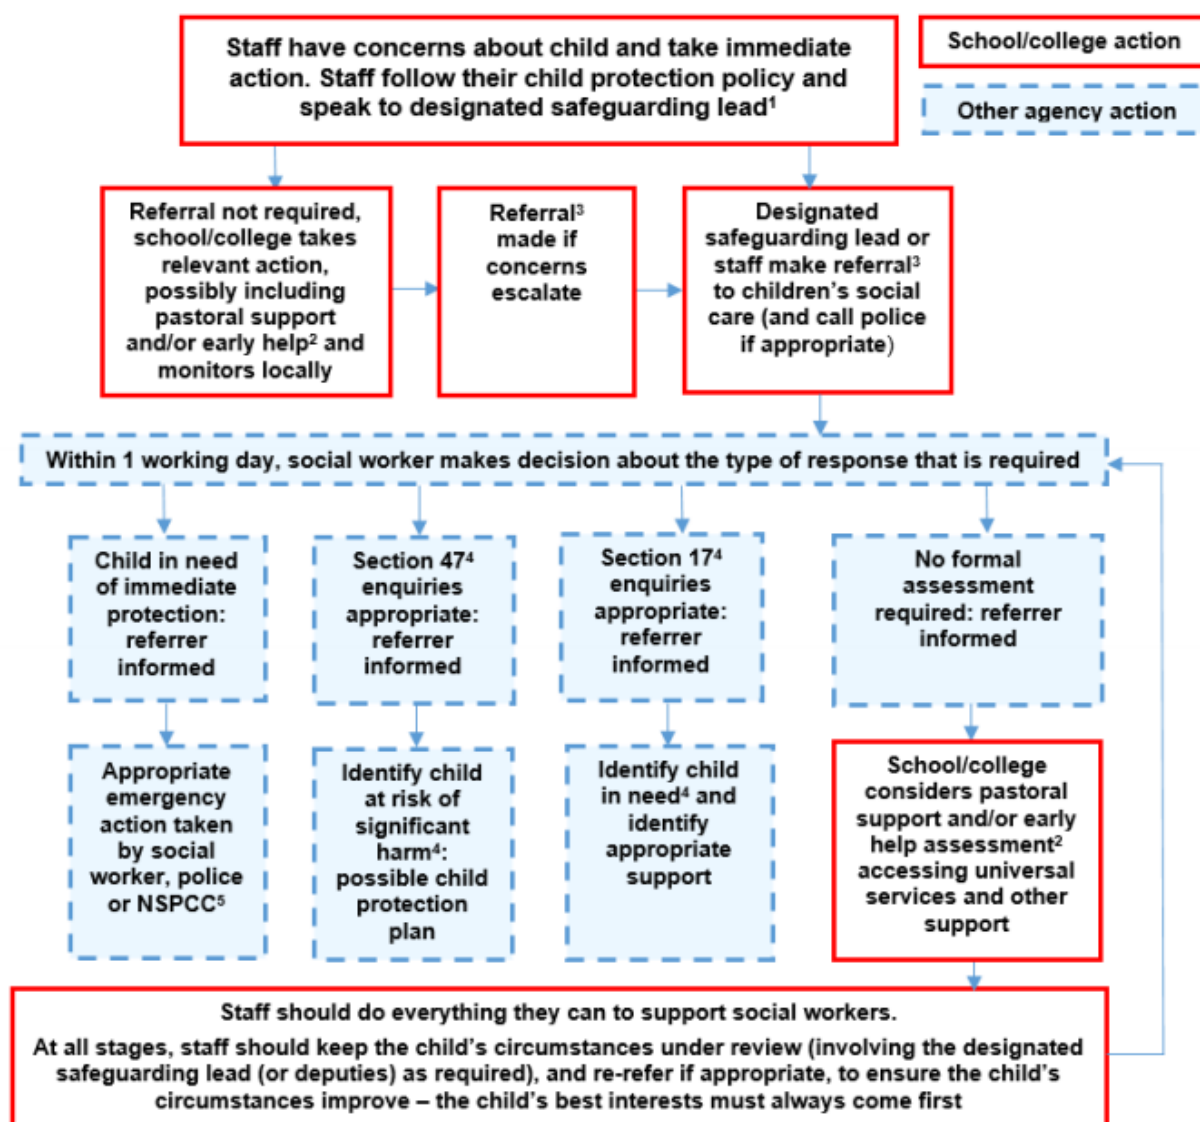 Staff have concerns about child and take immediate
action. Staff follow their child protection policy and
speak to designated safeguarding lead¹
School/college action
Other agency action
Referral not required,
school/college takes
relevant action,
possibly including
pastoral support
and/or early help² and
monitors locally
Referral³
made if
concerns
escalate
Designated
safeguarding lead or
staff make referral³
to children's social
care (and call police
if appropriate)
Within 1 working day, social worker makes decision about the type of response that is required
Child in need
of immediate
protection:
referrer
informed
Section 47⁴
enquiries
appropriate:
referrer
informed
Section 17⁴
enquiries
appropriate:
referrer
informed
No formal
assessment
required: referrer
informed
Appropriate
emergency
action taken
by social
worker, police
or NSPCC⁵
Identify child
at risk of
significant
harm⁴:
possible child
protection
plan
Identify child
in need⁴ and
identify
appropriate
support
School/college
considers pastoral
support and/or early
help assessment²
accessing universal
services and other
support
Staff should do everything they can to support social workers.
At all stages, staff should keep the child's circumstances under review (involving the designated
safeguarding lead (or deputies) as required), and re-refer if appropriate, to ensure the child's
circumstances improve – the child's best interests must always come first